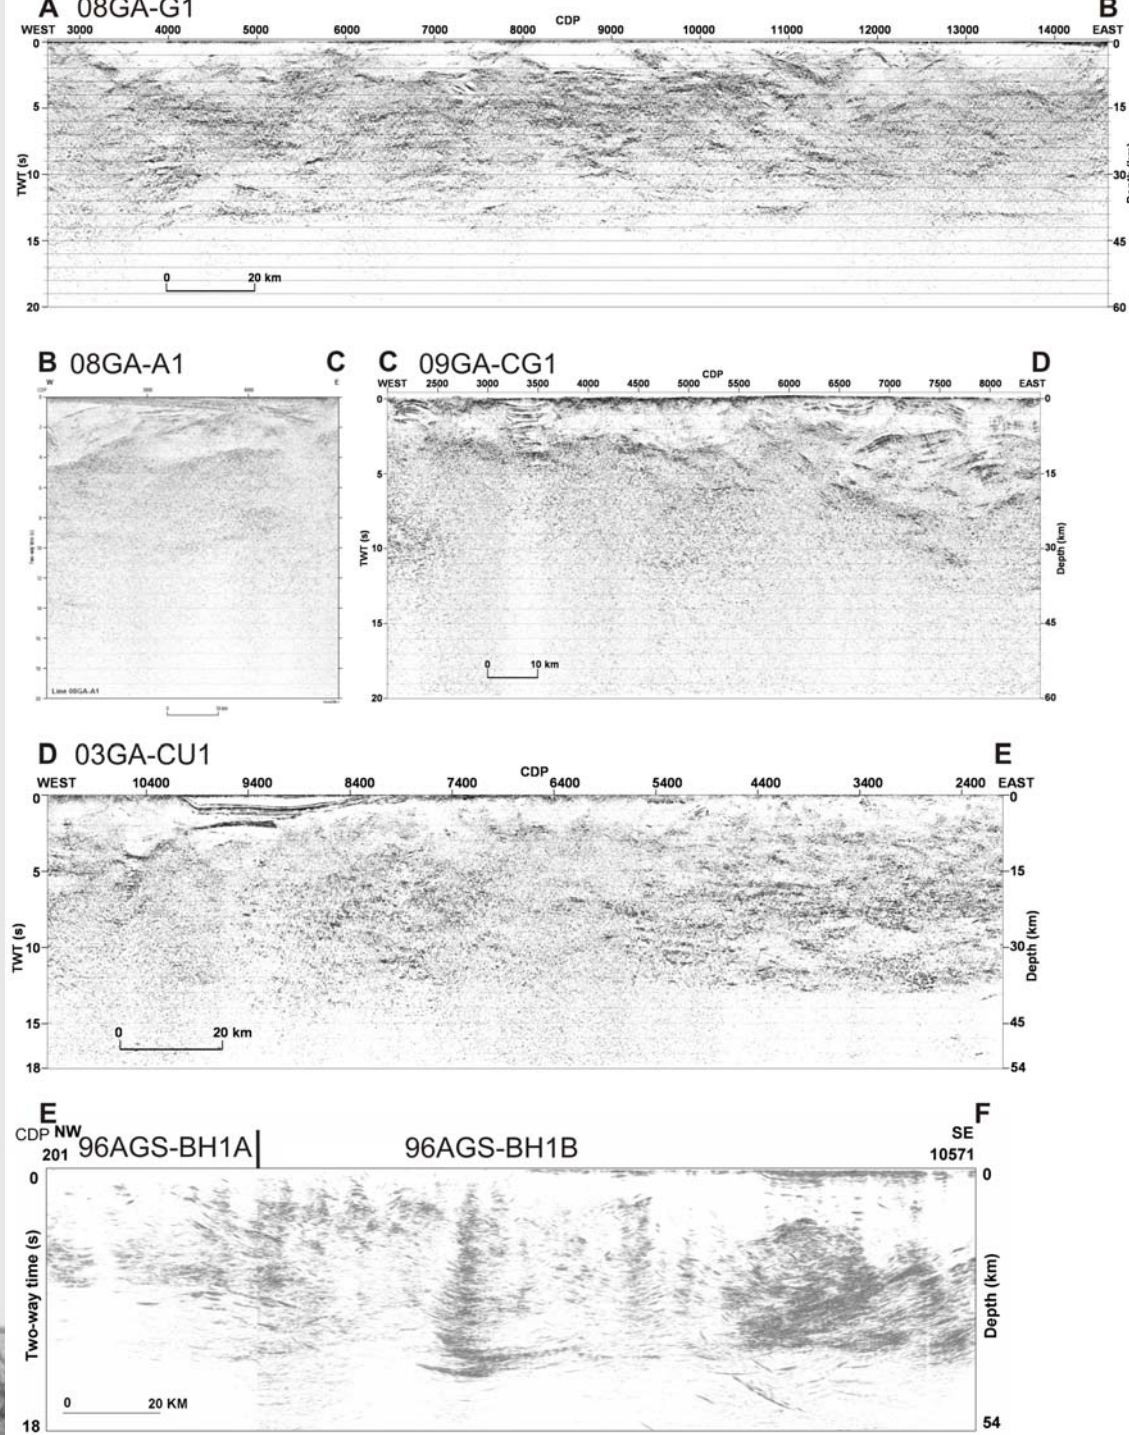 A 08GA-G1 B
CDP
WEST 3000 4000 5000 6000 7000 8000 9000 10000 11000 12000 13000 14000 EAST
0 0
5 15
TWT (s)
10 30
15 45
0 20 km
20 60
B 08GA-A1 C
W E
Line 08GA-A1
C 09GA-CG1 D
CDP
WEST 2500 3000 3500 4000 4500 5000 5500 6000 6500 7000 7500 8000 EAST
0 0
5 15
TWT (s) Depth (km)
10 30
15 45
0 10 km
20 60
D 03GA-CU1 E
CDP
WEST 10400 9400 8400 7400 6400 5400 4400 3400 2400 EAST
0 0
5 15
TWT (s) Depth (km)
10 30
15 45
0 20 km
18 54
E F
CDP NW 96AGS-BH1A 96AGS-BH1B SE
201 10571
0 0
Two-way time (s) Depth (km)
0 20 KM
18 54